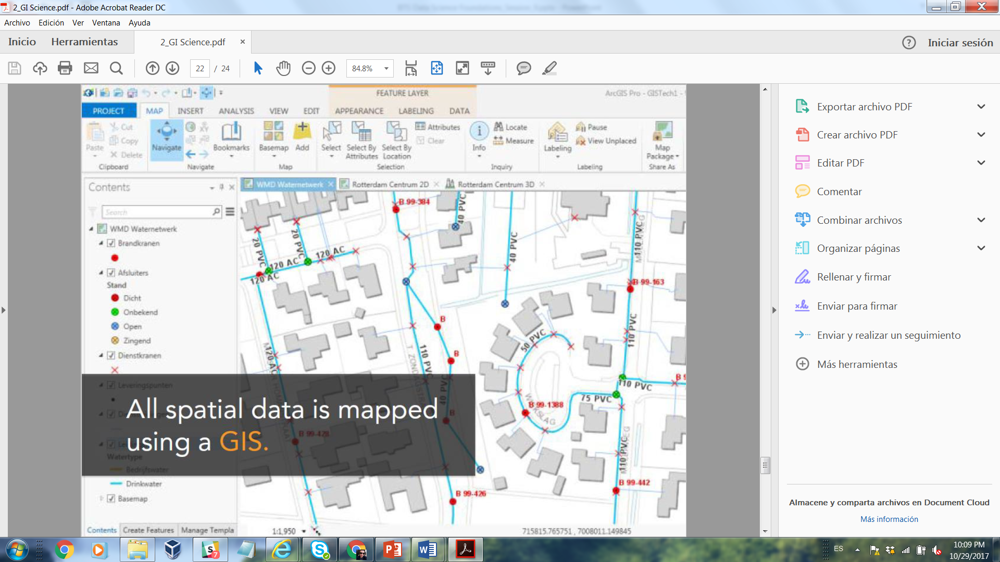 2_GI Science.pdf - Adobe Acrobat Reader DC
Archivo Edición Ver Ventana Ayuda
Inicio Herramientas 2_GI Science.pdf × Iniciar sesión
22 / 24 84.8%
FEATURE LAYER
ArcGIS Pro - GISTech1 -
PROJECT MAP INSERT ANALYSIS VIEW EDIT APPEARANCE LABELING DATA
Paste
Cut
Copy
Delete
Clipboard
Navigate
Bookmarks
Navigate
Basemap Add
Map
Select
Select By Attributes
Select By Location
Attributes
Clear
Selection
Info
Locate
Measure
Inquiry
Labeling
Pause
View Unplaced
Labeling
Map Package
Share As
Contents
Search
WMD Waternetwerk
Brandkranen
Afsluiters
Stand
Dicht
Onbekend
Open
Zingend
Dienstkranen
Leveringspunten
Watertype
Bedrijfswater
Drinkwater
Basemap
Contents Create Features Manage Templa
WMD Waternetwerk Rotterdam Centrum 2D Rotterdam Centrum 3D
B 99-384
40 PVC
20 PVC
20 PVC
120 AC
120 AC
120 AC
40 PVC
110 PVC
B 99-163
B
110 PVC
50 PVC
120 AC
110 PVC
B
40 PVC
B
110 PVC
B 9
75 PVC
B 99-1388
WIEKSLAG
B 99-428
110 PVC
B 99-442
B 99-426
1:1,950
715815.765751 , 7008011.149845
All spatial data is mapped
using a GIS.
Exportar archivo PDF
Crear archivo PDF
Editar PDF
Comentar
Combinar archivos
Organizar páginas
Rellenar y firmar
Enviar para firmar
Enviar y realizar un seguimiento
Más herramientas
Almacene y comparta archivos en Document Cloud
Más información
7
ES
10:09 PM
10/29/2017